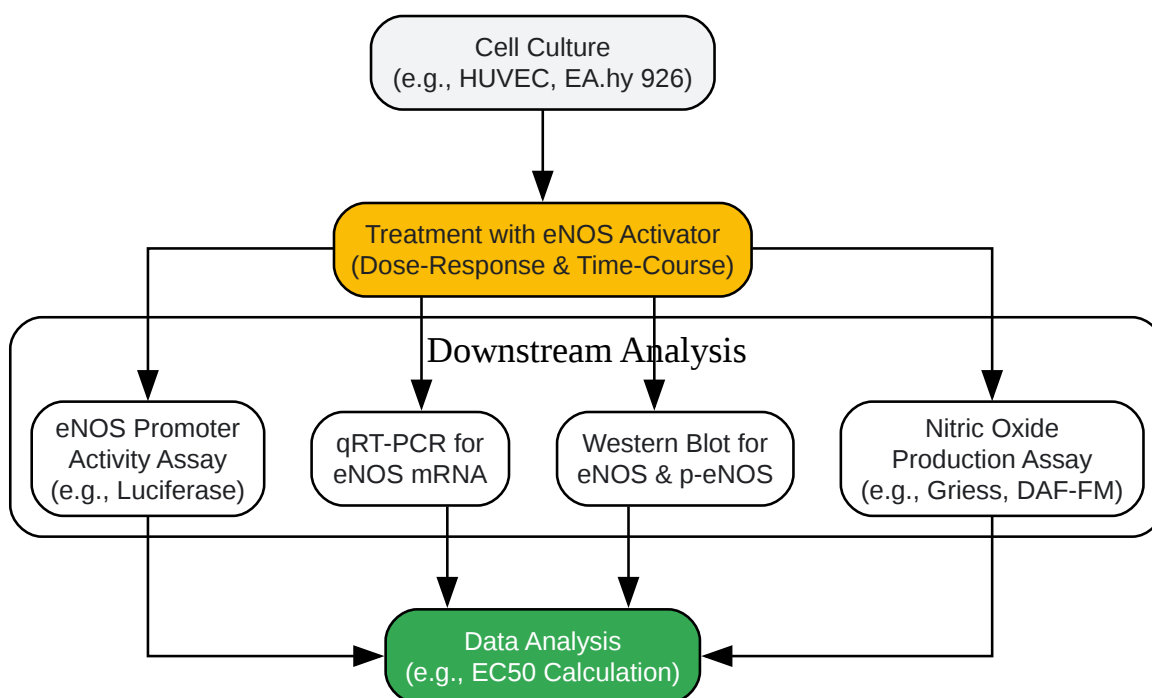 Cell Culture
(e.g., HUVEC, EA.hy 926)
Treatment with eNOS Activator
(Dose-Response & Time-Course)
Downstream Analysis
eNOS Promoter
Activity Assay
(e.g., Luciferase)
qRT-PCR for
eNOS mRNA
Western Blot for
eNOS & p-eNOS
Nitric Oxide
Production Assay
(e.g., Griess, DAF-FM)
Data Analysis
(e.g., EC50 Calculation)